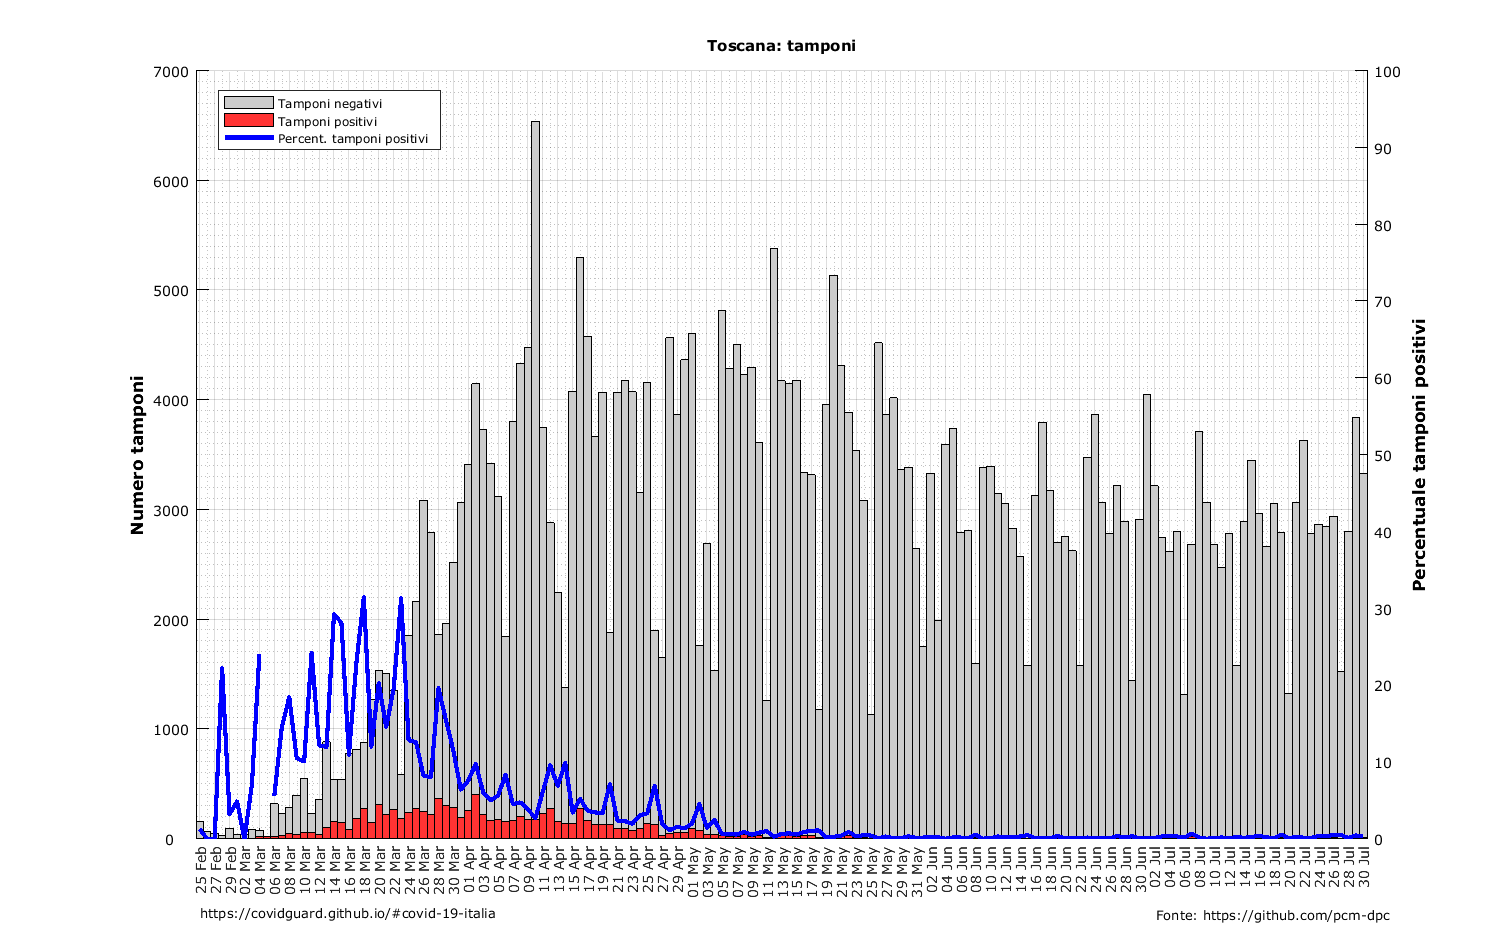 Toscana: tamponi
Tamponi negativi
Tamponi positivi
Percent. tamponi positivi
Numero tamponi
7000
6000
5000
4000
3000
2000
1000
0
100
90
80
70
60
50
40
30
20
10
0
Percentuale tamponi positivi
25 Feb
27 Feb
29 Feb
02 Mar
04 Mar
06 Mar
08 Mar
10 Mar
12 Mar
14 Mar
16 Mar
18 Mar
20 Mar
22 Mar
24 Mar
26 Mar
28 Mar
30 Mar
01 Apr
03 Apr
05 Apr
07 Apr
09 Apr
11 Apr
13 Apr
15 Apr
17 Apr
19 Apr
21 Apr
23 Apr
25 Apr
27 Apr
29 Apr
01 May
03 May
05 May
07 May
09 May
11 May
13 May
15 May
17 May
19 May
21 May
23 May
25 May
27 May
29 May
31 May
02 Jun
04 Jun
06 Jun
08 Jun
10 Jun
12 Jun
14 Jun
16 Jun
18 Jun
20 Jun
22 Jun
24 Jun
26 Jun
28 Jun
30 Jun
02 Jul
04 Jul
06 Jul
08 Jul
10 Jul
12 Jul
14 Jul
16 Jul
18 Jul
20 Jul
22 Jul
24 Jul
26 Jul
28 Jul
30 Jul
https://covidguard.github.io/#covid-19-italia
Fonte: https://github.com/pcm-dpc